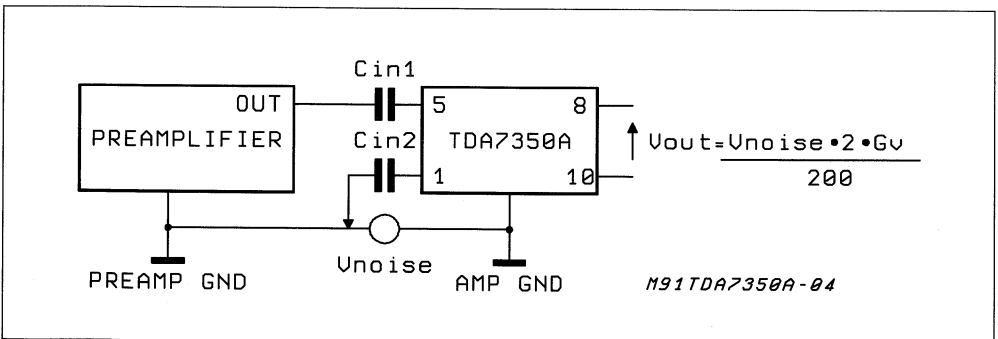 Cin1
OUT
5
8
PREAMPLIFIER
Cin2
TDA7350A
Vout=Vnoise•2•Gv
200
1
10
Vnoise
PREAMP GND
AMP GND
M91TDA7350A-04